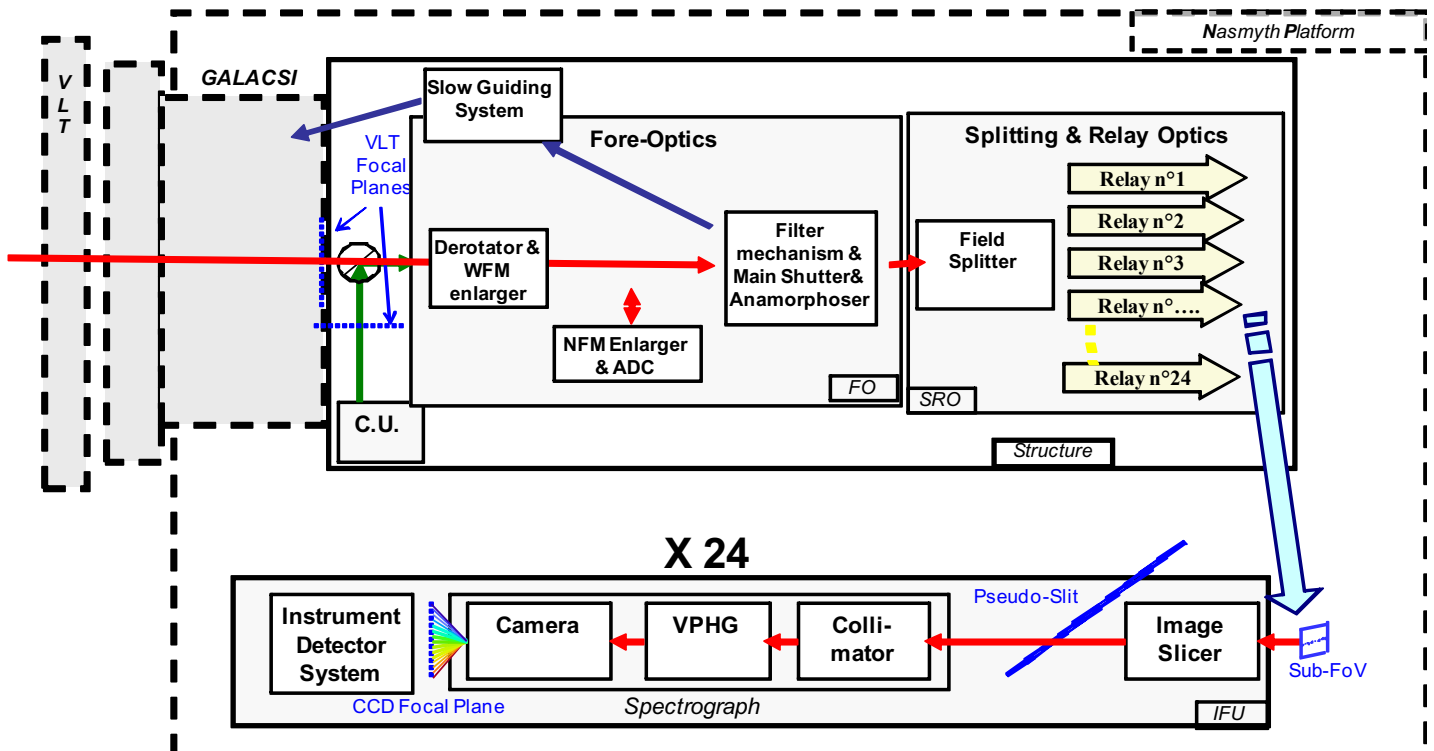 Nasmyth Platform
V
L
T
GALACSI
Slow Guiding
System
VLT
Focal
Planes
Fore-Optics
Derotator &
WFM
enlarger
NFM Enlarger
& ADC
Filter
mechanism &
Main Shutter&
Anamorphoser
FO
C.U.
Splitting & Relay Optics
Field
Splitter
Relay n°1
Relay n°2
Relay n°3
Relay n°....
Relay n°24
SRO
Structure
X 24
Instrument
Detector
System
CCD Focal Plane
Camera
VPHG
Colli-
mator
Spectrograph
Pseudo-Slit
Image
Slicer
Sub-FoV
IFU